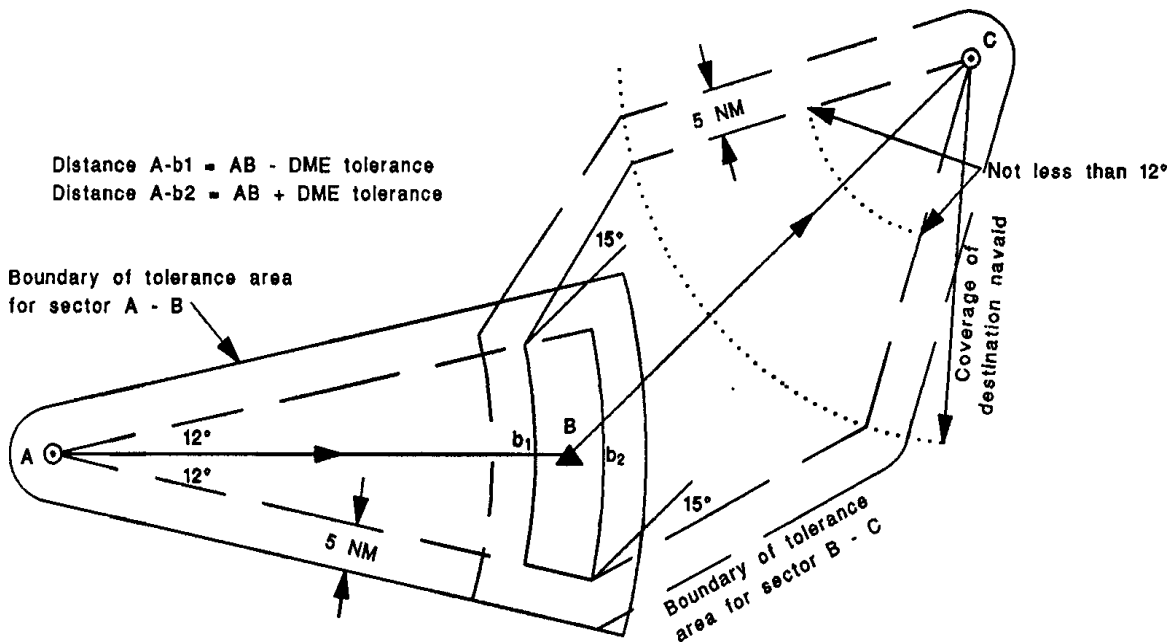 C
5 NM
Not less than 12°
Distance A-b1 = AB - DME tolerance
Distance A-b2 = AB + DME tolerance
15°
Boundary of tolerance area
for sector A - B
Coverage of
destination navaid
A
12°
12°
b1
B
b2
15°
5 NM
Boundary of tolerance
area for sector B - C